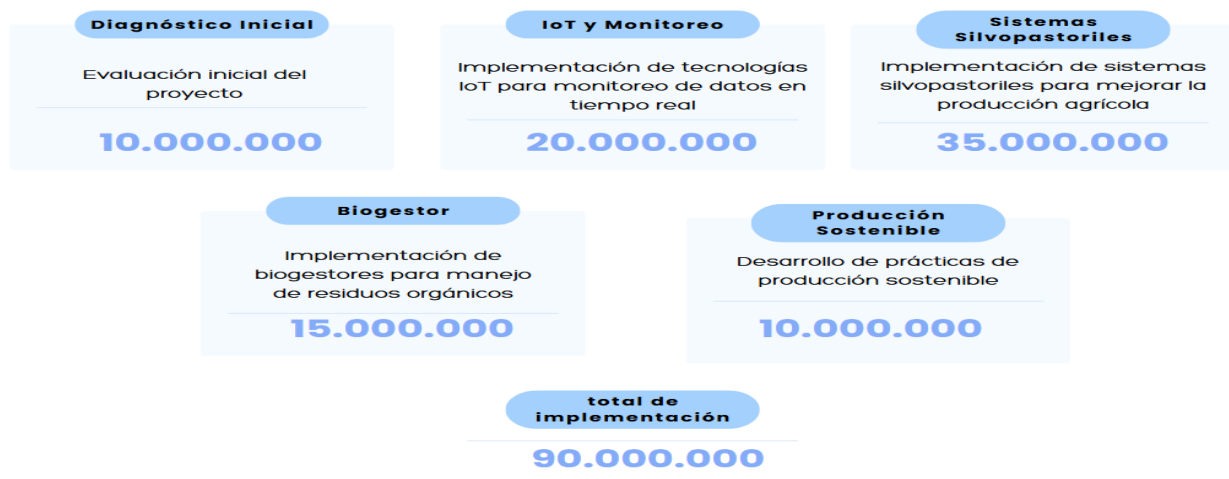 Diagnóstico Inicial
Evaluación inicial del
proyecto
10.000.000
IoT y Monitoreo
Implementación de tecnologías
IoT para monitoreo de datos en
tiempo real
20.000.000
Sistemas
Silvopastoriles
Implementación de sistemas
silvopastoriles para mejorar la
producción agrícola
35.000.000
Biogestor
Implementación de
biogestores para manejo
de residuos orgánicos
15.000.000
Producción
Sostenible
Desarrollo de prácticas de
producción sostenible
10.000.000
total de
implementación
90.000.000